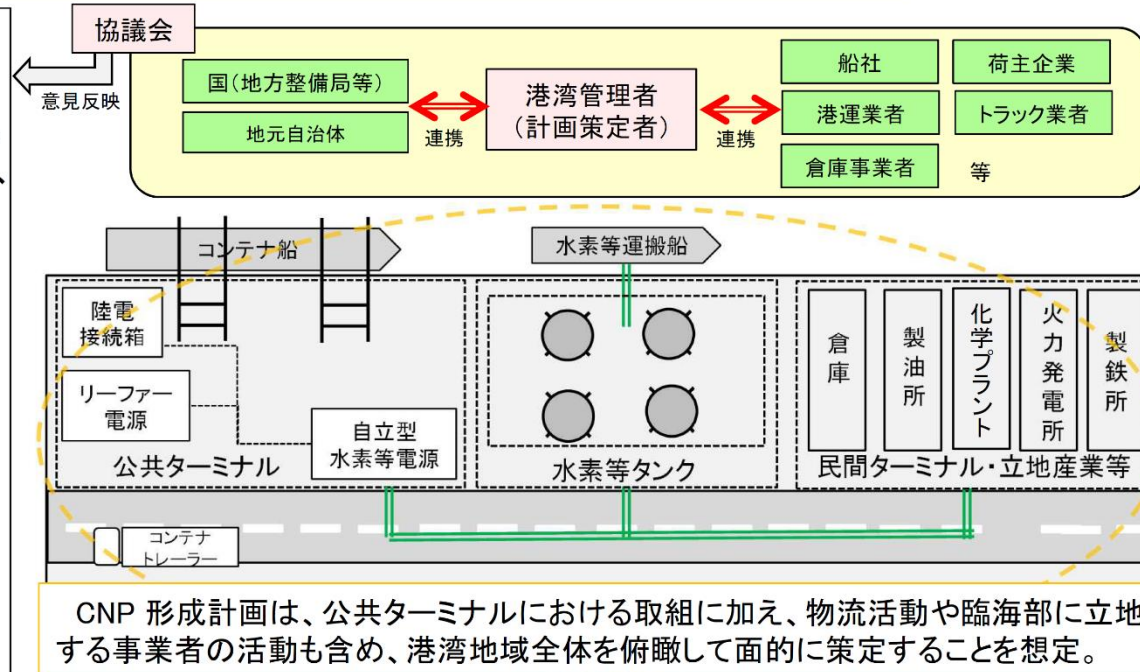 協議会
意見反映
国(地方整備局等)
地元自治体
連携
港湾管理者
(計画策定者)
連携
船社
荷主企業
港運業者
トラック業者
倉庫事業者
等
コンテナ船
水素等運搬船
陸電
接続箱
リーファー
電源
自立型
水素等電源
公共ターミナル
水素等タンク
倉庫
製油所
化学プラント
火力発電所
製鉄所
民間ターミナル・立地産業等
コンテナ
トレーラー
CNP 形成計画は、公共ターミナルにおける取組に加え、物流活動や臨海部に立地
する事業者の活動も含め、港湾地域全体を俯瞰して面的に策定することを想定。